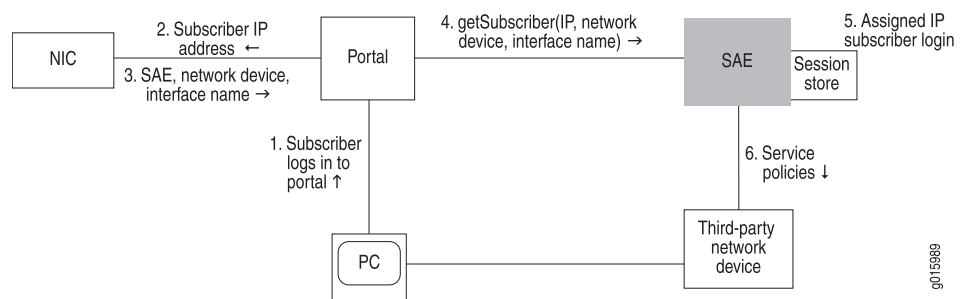 2. Subscriber IP
address ←
NIC
3. SAE, network device,
interface name →
Portal
4. getSubscriber(IP, network
device, interface name) →
SAE
5. Assigned IP
subscriber login
Session
store
1. Subscriber
logs in to
portal ↑
6. Service
policies ↓
PC
Third-party
network
device
g015989